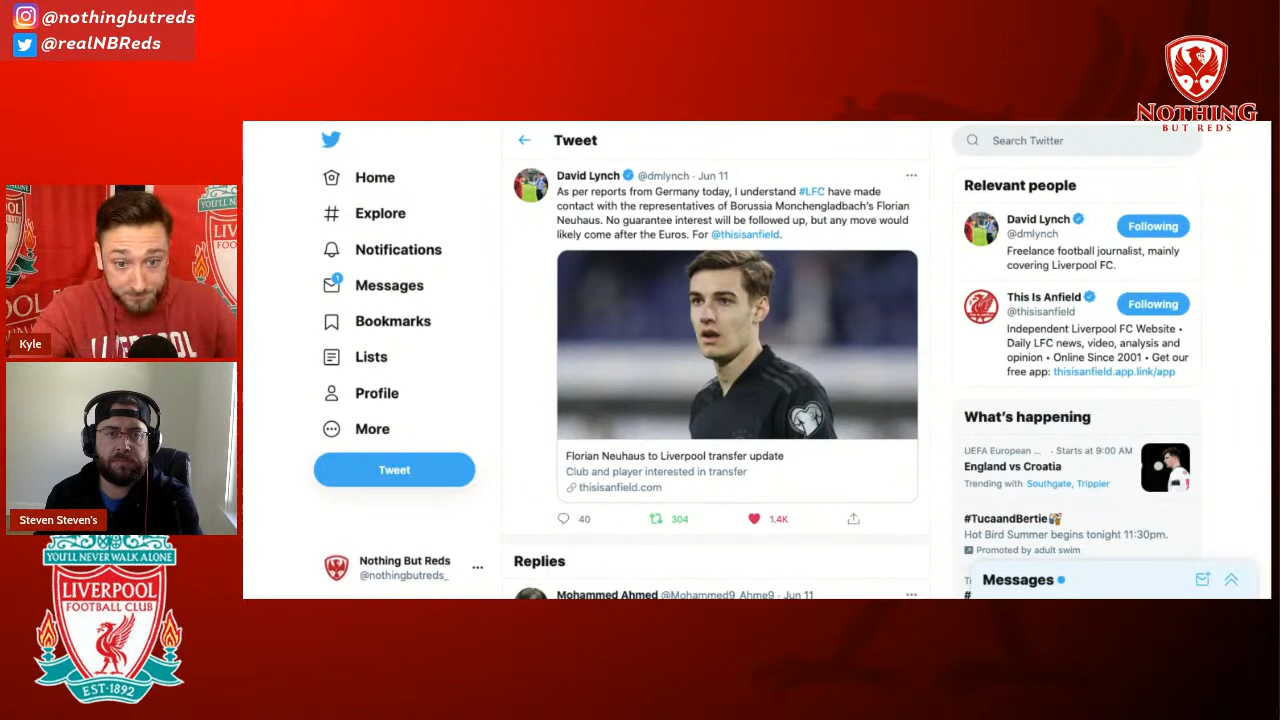 @nothingbutreds
@realNBReds
NOTHING
BUT REDS
Kyle
Steven Steven's
YOU'LL NEVER WALK ALONE
LIVERPOOL
FOOTBALL CLUB
EST·1892
Home
Explore
Notifications
1
Messages
Bookmarks
Lists
Profile
More
Tweet
Nothing But Reds
@nothingbutreds_
Tweet
David Lynch @dmlynch · Jun 11
As per reports from Germany today, I understand #LFC have made
contact with the representatives of Borussia Monchengladbach's Florian
Neuhaus. No guarantee interest will be followed up, but any move would
likely come after the Euros. For @thisisanfield.
Florian Neuhaus to Liverpool transfer update
Club and player interested in transfer
thisisanfield.com
40 304 1.4K
Replies
Mohammed Ahmed @Mohammed9_Ahme9 · Jun 11
Search Twitter
Relevant people
David Lynch
@dmlynch
Following
Freelance football journalist, mainly
covering Liverpool FC.
This Is Anfield
@thisisanfield
Following
Independent Liverpool FC Website •
Daily LFC news, video, analysis and
opinion • Online Since 2001 • Get our
free app: thisisanfield.app.link/app
What's happening
UEFA European ... · Starts at 9:00 AM
England vs Croatia
Trending with Southgate, Trippier
#TucaandBertie
Hot Bird Summer begins tonight 11:30pm.
Promoted by adult swim
Messages
#